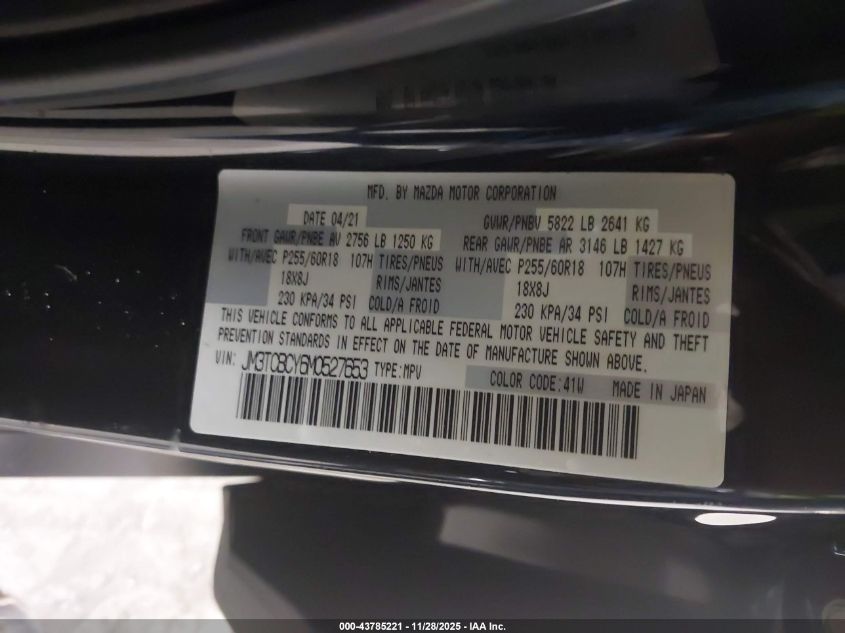 MFD. BY MAZDA MOTOR CORPORATION
DATE 04/21 GVWR/PNBV 5822 LB 2641 KG
FRONT GAWR/PNBE AV 2756 LB 1250 KG REAR GAWR/PNBE AR 3146 LB 1427 KG
WITH/AVEC P255/60R18 107H TIRES/PNEUS WITH/AVEC P255/60R18 107H TIRES/PNEUS
18X8J RIMS/JANTES 18X8J RIMS/JANTES
230 KPA/34 PSI COLD/A FROID 230 KPA/34 PSI COLD/A FROID
THIS VEHICLE CONFORMS TO ALL APPLICABLE FEDERAL MOTOR VEHICLE SAFETY AND THEFT
PREVENTION STANDARDS IN EFFECT ON THE DATE OF MANUFACTURE SHOWN ABOVE.
VIN: JM3TCBCY6M0527653 TYPE:MPV COLOR CODE:41W MADE IN JAPAN
000-43785221 - 11/28/2025 - IAA Inc.